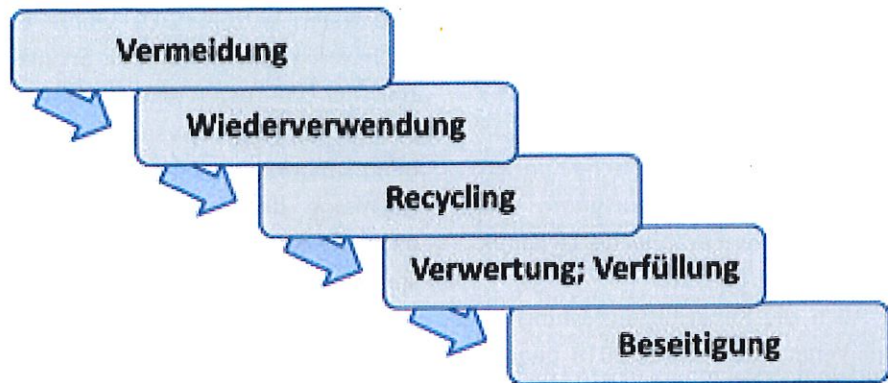 Vermeidung
Wiederverwendung
Recycling
Verwertung; Verfüllung
Beseitigung